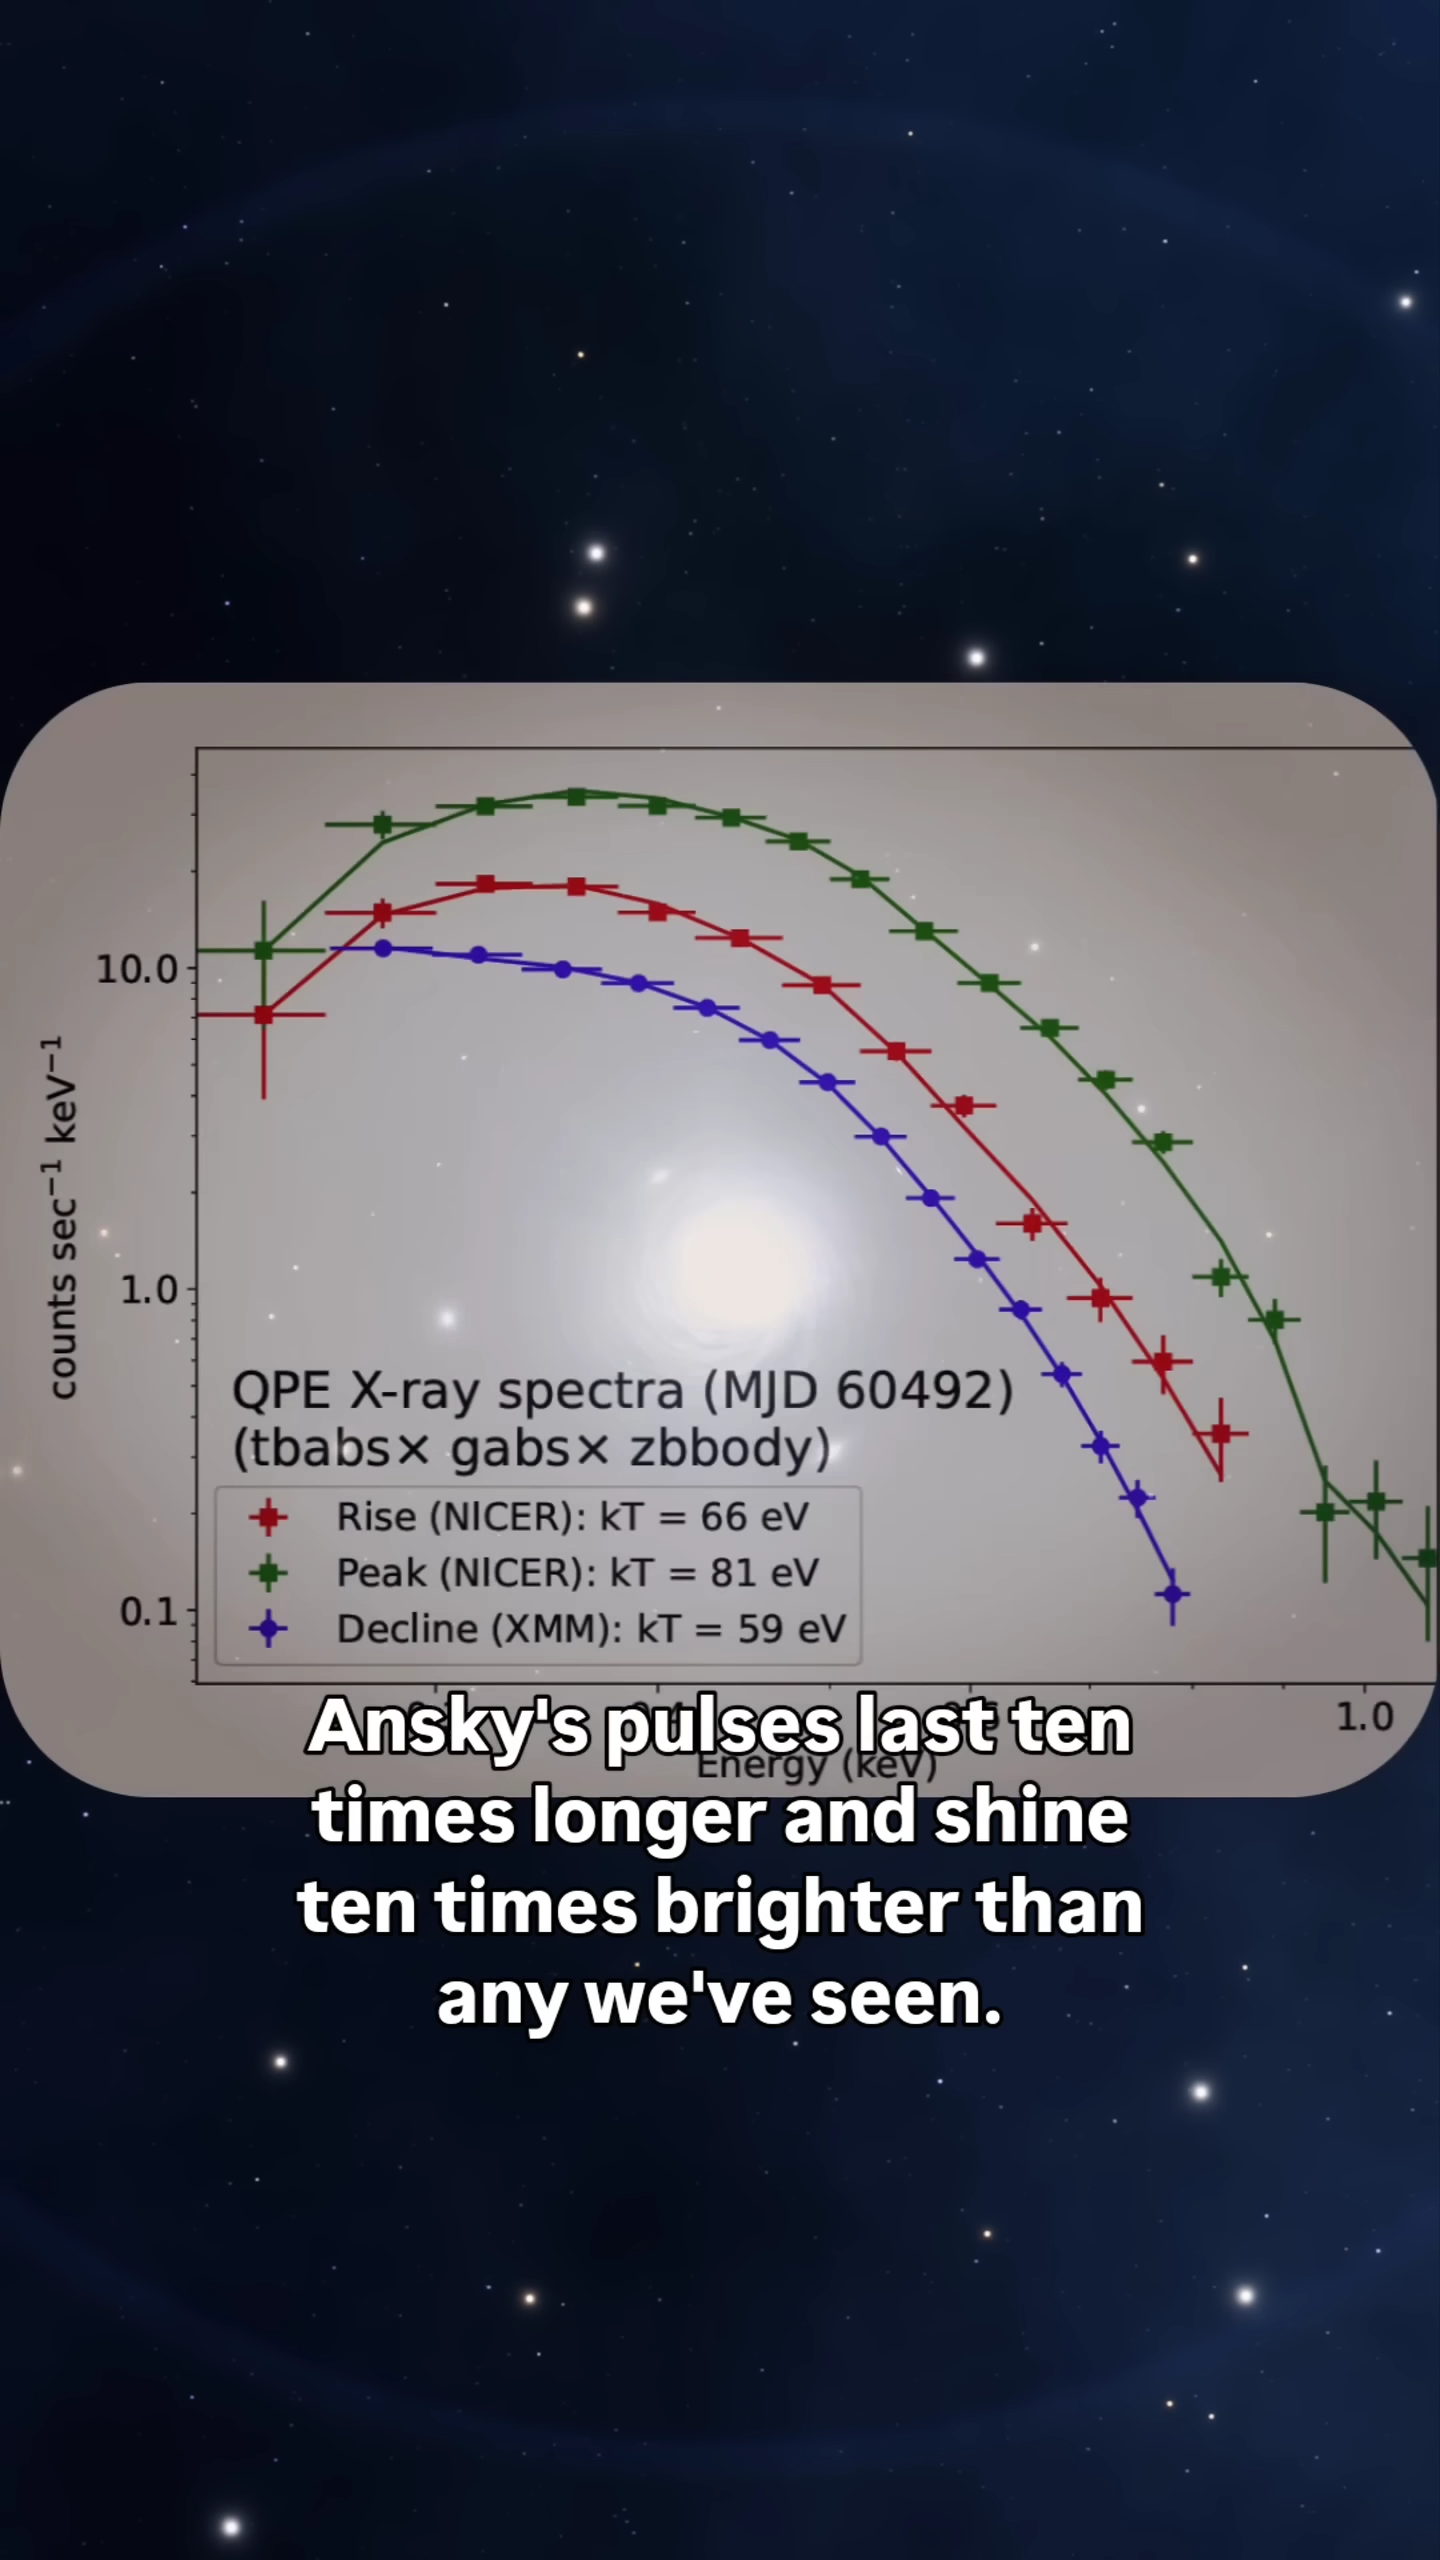 10.0
1.0
0.1
counts sec⁻¹ keV⁻¹
QPE X-ray spectra (MJD 60492)
(tbabs× gabs× zbbody)
Rise (NICER): kT = 66 eV
Peak (NICER): kT = 81 eV
Decline (XMM): kT = 59 eV
1.0
Energy (keV)
Ansky's pulses last ten
times longer and shine
ten times brighter than
any we've seen.